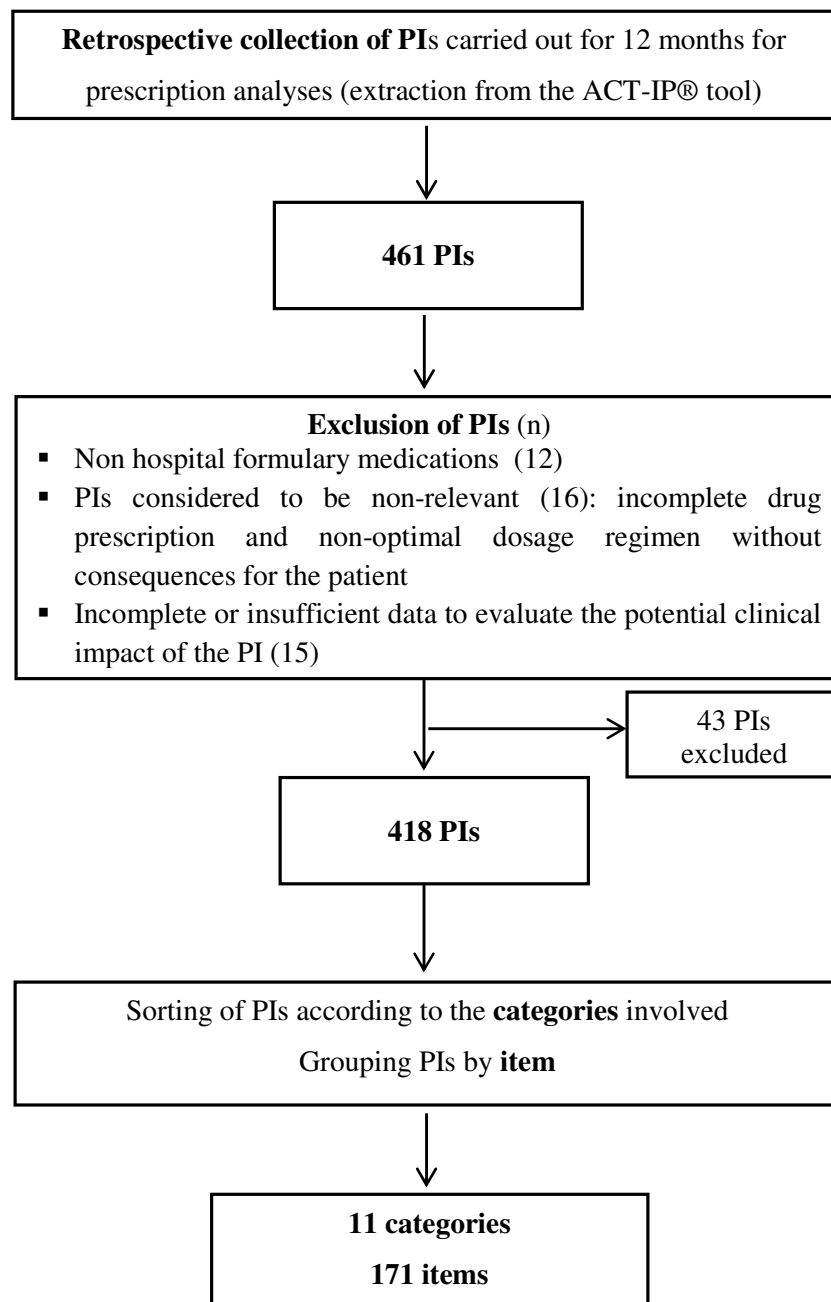 Retrospective collection of PIs carried out for 12 months for
prescription analyses (extraction from the ACT-IP® tool)
461 PIs
Exclusion of PIs (n)
▪ Non hospital formulary medications (12)
▪ PIs considered to be non-relevant (16): incomplete drug
prescription and non-optimal dosage regimen without
consequences for the patient
▪ Incomplete or insufficient data to evaluate the potential clinical
impact of the PI (15)
43 PIs
excluded
418 PIs
Sorting of PIs according to the categories involved
Grouping PIs by item
11 categories
171 items